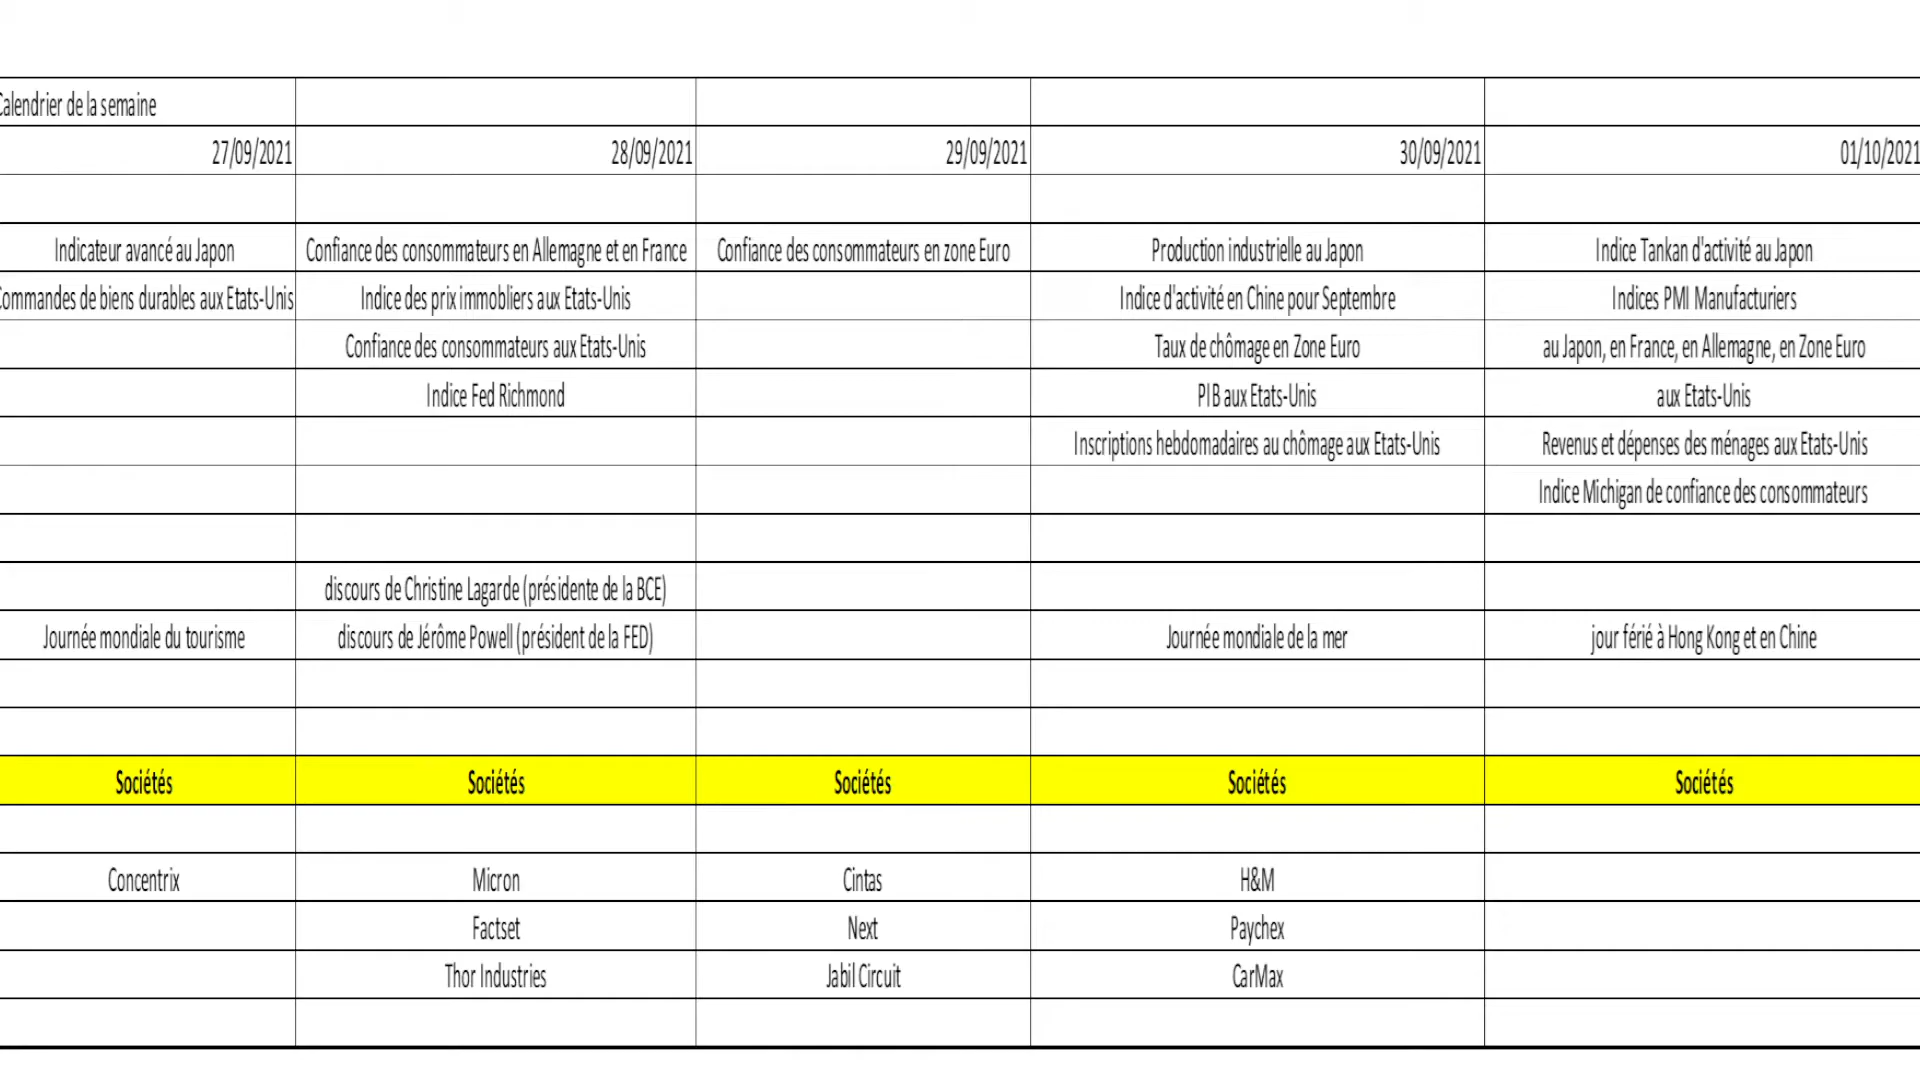 Calendrier de la semaine
27/09/2021 28/09/2021 29/09/2021 30/09/2021 01/10/2021
Indicateur avancé au Japon Confiance des consommateurs en Allemagne et en France Confiance des consommateurs en zone Euro Production industrielle au Japon Indice Tankan d'activité au Japon
Commandes de biens durables aux Etats-Unis Indice des prix immobliers aux Etats-Unis Indice d'activité en Chine pour Septembre Indices PMI Manufacturiers
Confiance des consommateurs aux Etats-Unis Taux de chômage en Zone Euro au Japon, en France, en Allemagne, en Zone Euro
Indice Fed Richmond PIB aux Etats-Unis aux Etats-Unis
Inscriptions hebdomadaires au chômage aux Etats-Unis Revenus et dépenses des ménages aux Etats-Unis
Indice Michigan de confiance des consommateurs
discours de Christine Lagarde (présidente de la BCE)
Journée mondiale du tourisme discours de Jérôme Powell (président de la FED) Journée mondiale de la mer jour férié à Hong Kong et en Chine
Sociétés Sociétés Sociétés Sociétés Sociétés
Concentrix Micron Cintas H&M
Factset Next Paychex
Thor Industries Jabil Circuit CarMax